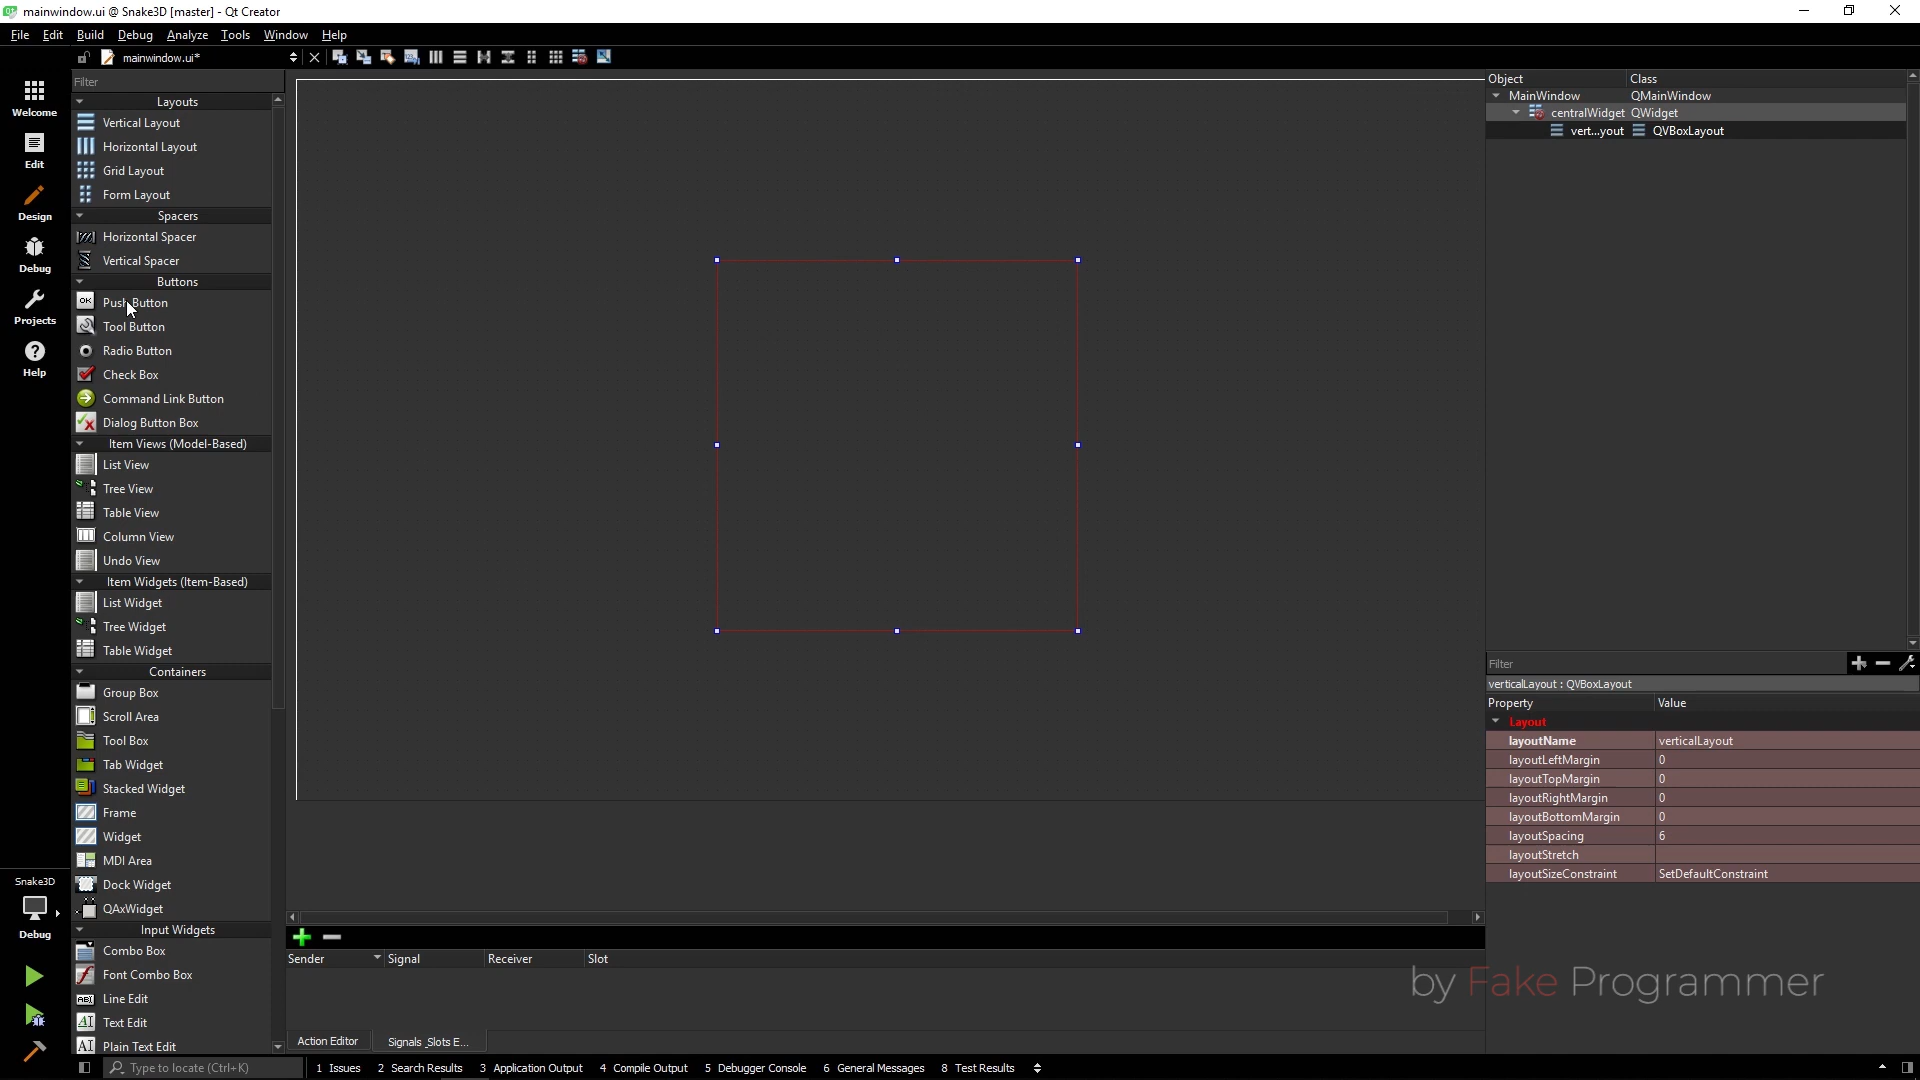 mainwindow.ui @ Snake3D [master] - Qt Creator
File Edit Build Debug Analyze Tools Window Help
mainwindow.ui*
Filter
Welcome
Edit
Design
Debug
Projects
Help
Snake3D
Debug
Layouts
Vertical Layout
Horizontal Layout
Grid Layout
Form Layout
Spacers
Horizontal Spacer
Vertical Spacer
Buttons
OK Push Button
Tool Button
Radio Button
Check Box
Command Link Button
Dialog Button Box
Item Views (Model-Based)
List View
Tree View
Table View
Column View
Undo View
Item Widgets (Item-Based)
List Widget
Tree Widget
Table Widget
Containers
Group Box
Scroll Area
Tool Box
Tab Widget
Stacked Widget
Frame
Widget
MDI Area
Dock Widget
QAxWidget
Input Widgets
Combo Box
Font Combo Box
ABI Line Edit
AI Text Edit
AI Plain Text Edit
Sender Signal Receiver Slot
Action Editor Signals _Slots E...
Object Class
MainWindow QMainWindow
centralWidget QWidget
vert...yout QVBoxLayout
Filter
verticalLayout : QVBoxLayout
Property Value
Layout
layoutName verticalLayout
layoutLeftMargin 0
layoutTopMargin 0
layoutRightMargin 0
layoutBottomMargin 0
layoutSpacing 6
layoutStretch
layoutSizeConstraint SetDefaultConstraint
by Fake Programmer
Type to locate (Ctrl+K) 1 Issues 2 Search Results 3 Application Output 4 Compile Output 5 Debugger Console 6 General Messages 8 Test Results